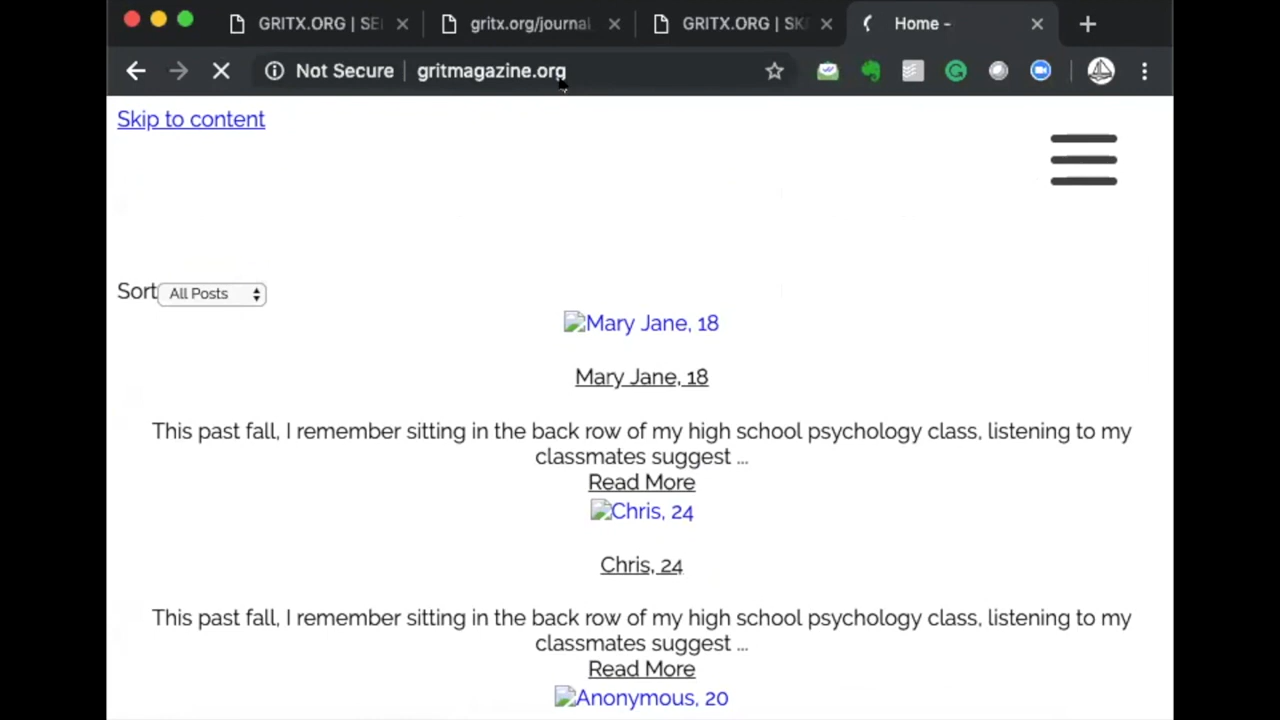 GRITX.ORG | SE
gritx.org/journal
GRITX.ORG | SK
Home -
Not Secure
gritmagazine.org
Skip to content
Sort
All Posts
Mary Jane, 18
Mary Jane, 18
This past fall, I remember sitting in the back row of my high school psychology class, listening to my
classmates suggest ...
Read More
Chris, 24
Chris, 24
This past fall, I remember sitting in the back row of my high school psychology class, listening to my
classmates suggest ...
Read More
Anonymous, 20